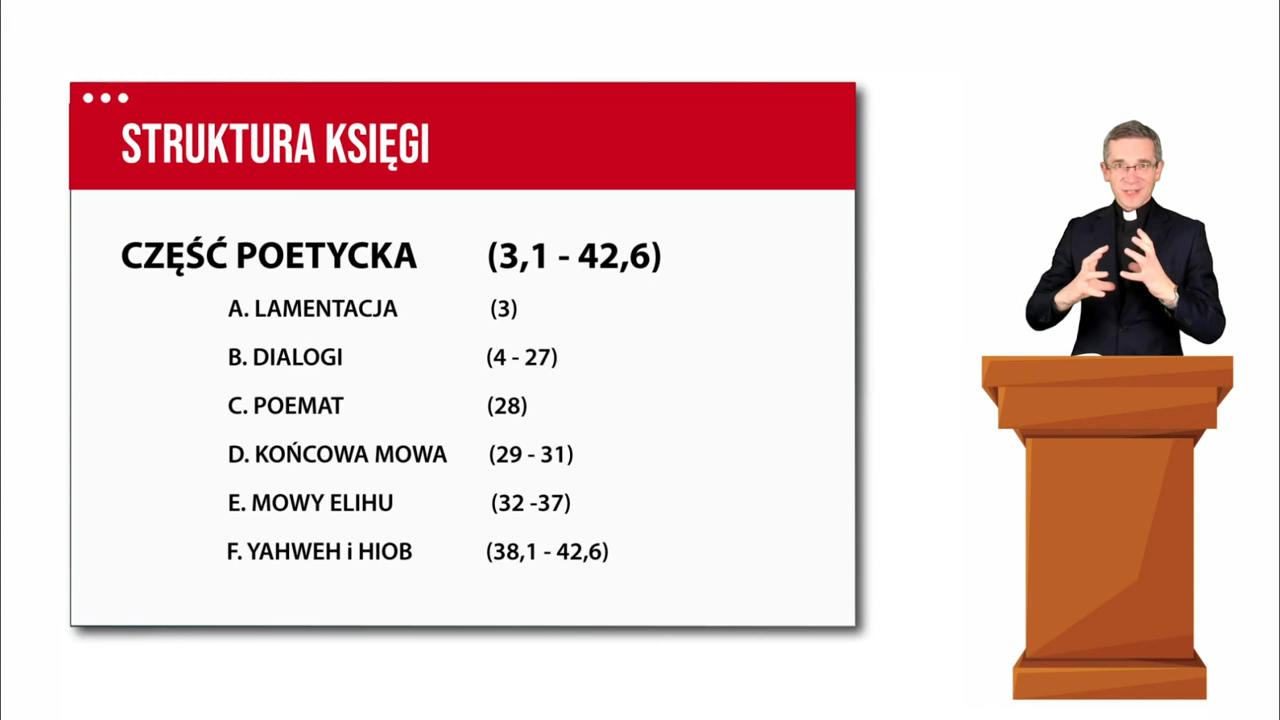 STRUKTURA KSIĘGI
CZĘŚĆ POETYCKA (3,1 - 42,6)
A. LAMENTACJA (3)
B. DIALOGI (4 - 27)
C. POEMAT (28)
D. KOŃCOWA MOWA (29 - 31)
E. MOWY ELIHU (32 -37)
F. YAHWEH i HIOB (38,1 - 42,6)